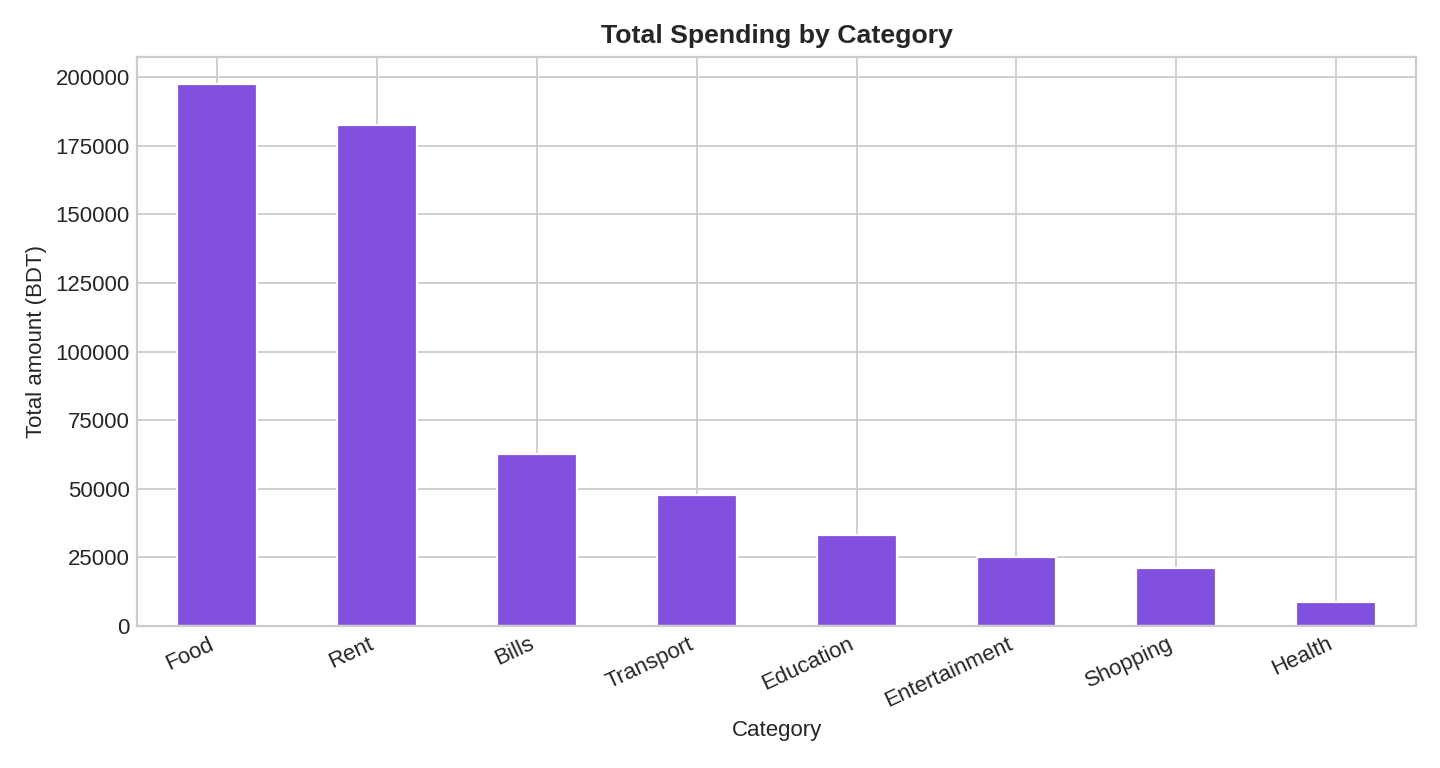 Total Spending by Category
Total amount (BDT)
200000
175000
150000
125000
100000
75000
50000
25000
0
Food
Rent
Bills
Transport
Education
Entertainment
Shopping
Health
Category